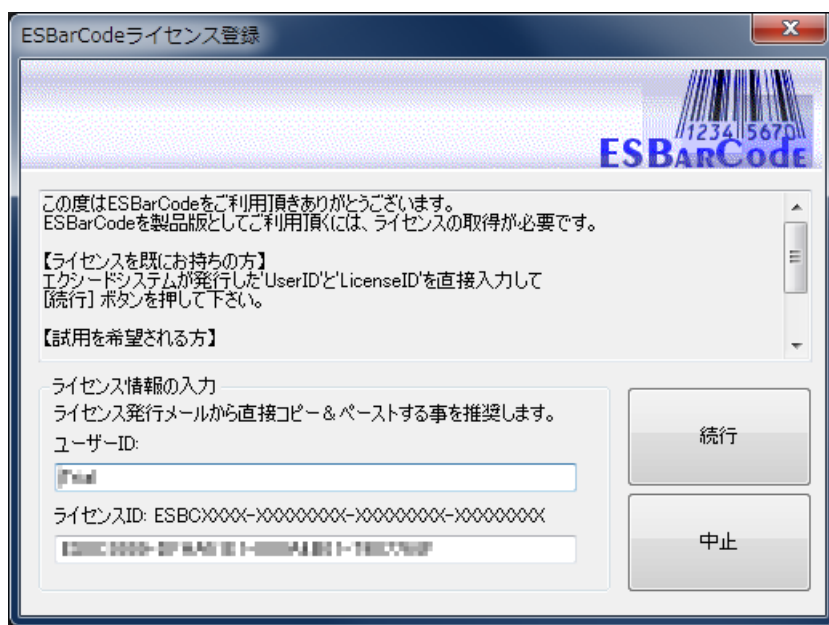 ESBarCodeライセンス登録
1234 5670
ESBARCODE
この度はESBarCodeをご利用頂きありがとうございます。
ESBarCodeを製品版としてご利用頂くには、ライセンスの取得が必要です。
【ライセンスを既にお持ちの方】
エクシードシステムが発行した'UserID'と'LicenseID'を直接入力して
[続行] ボタンを押して下さい。
【試用を希望される方】
ライセンス情報の入力
ライセンス発行メールから直接コピー＆ペーストする事を推奨します。
ユーザーID:
ライセンスID: ESBCXXXX-XXXXXXXX-XXXXXXXX-XXXXXXXX
続行
中止